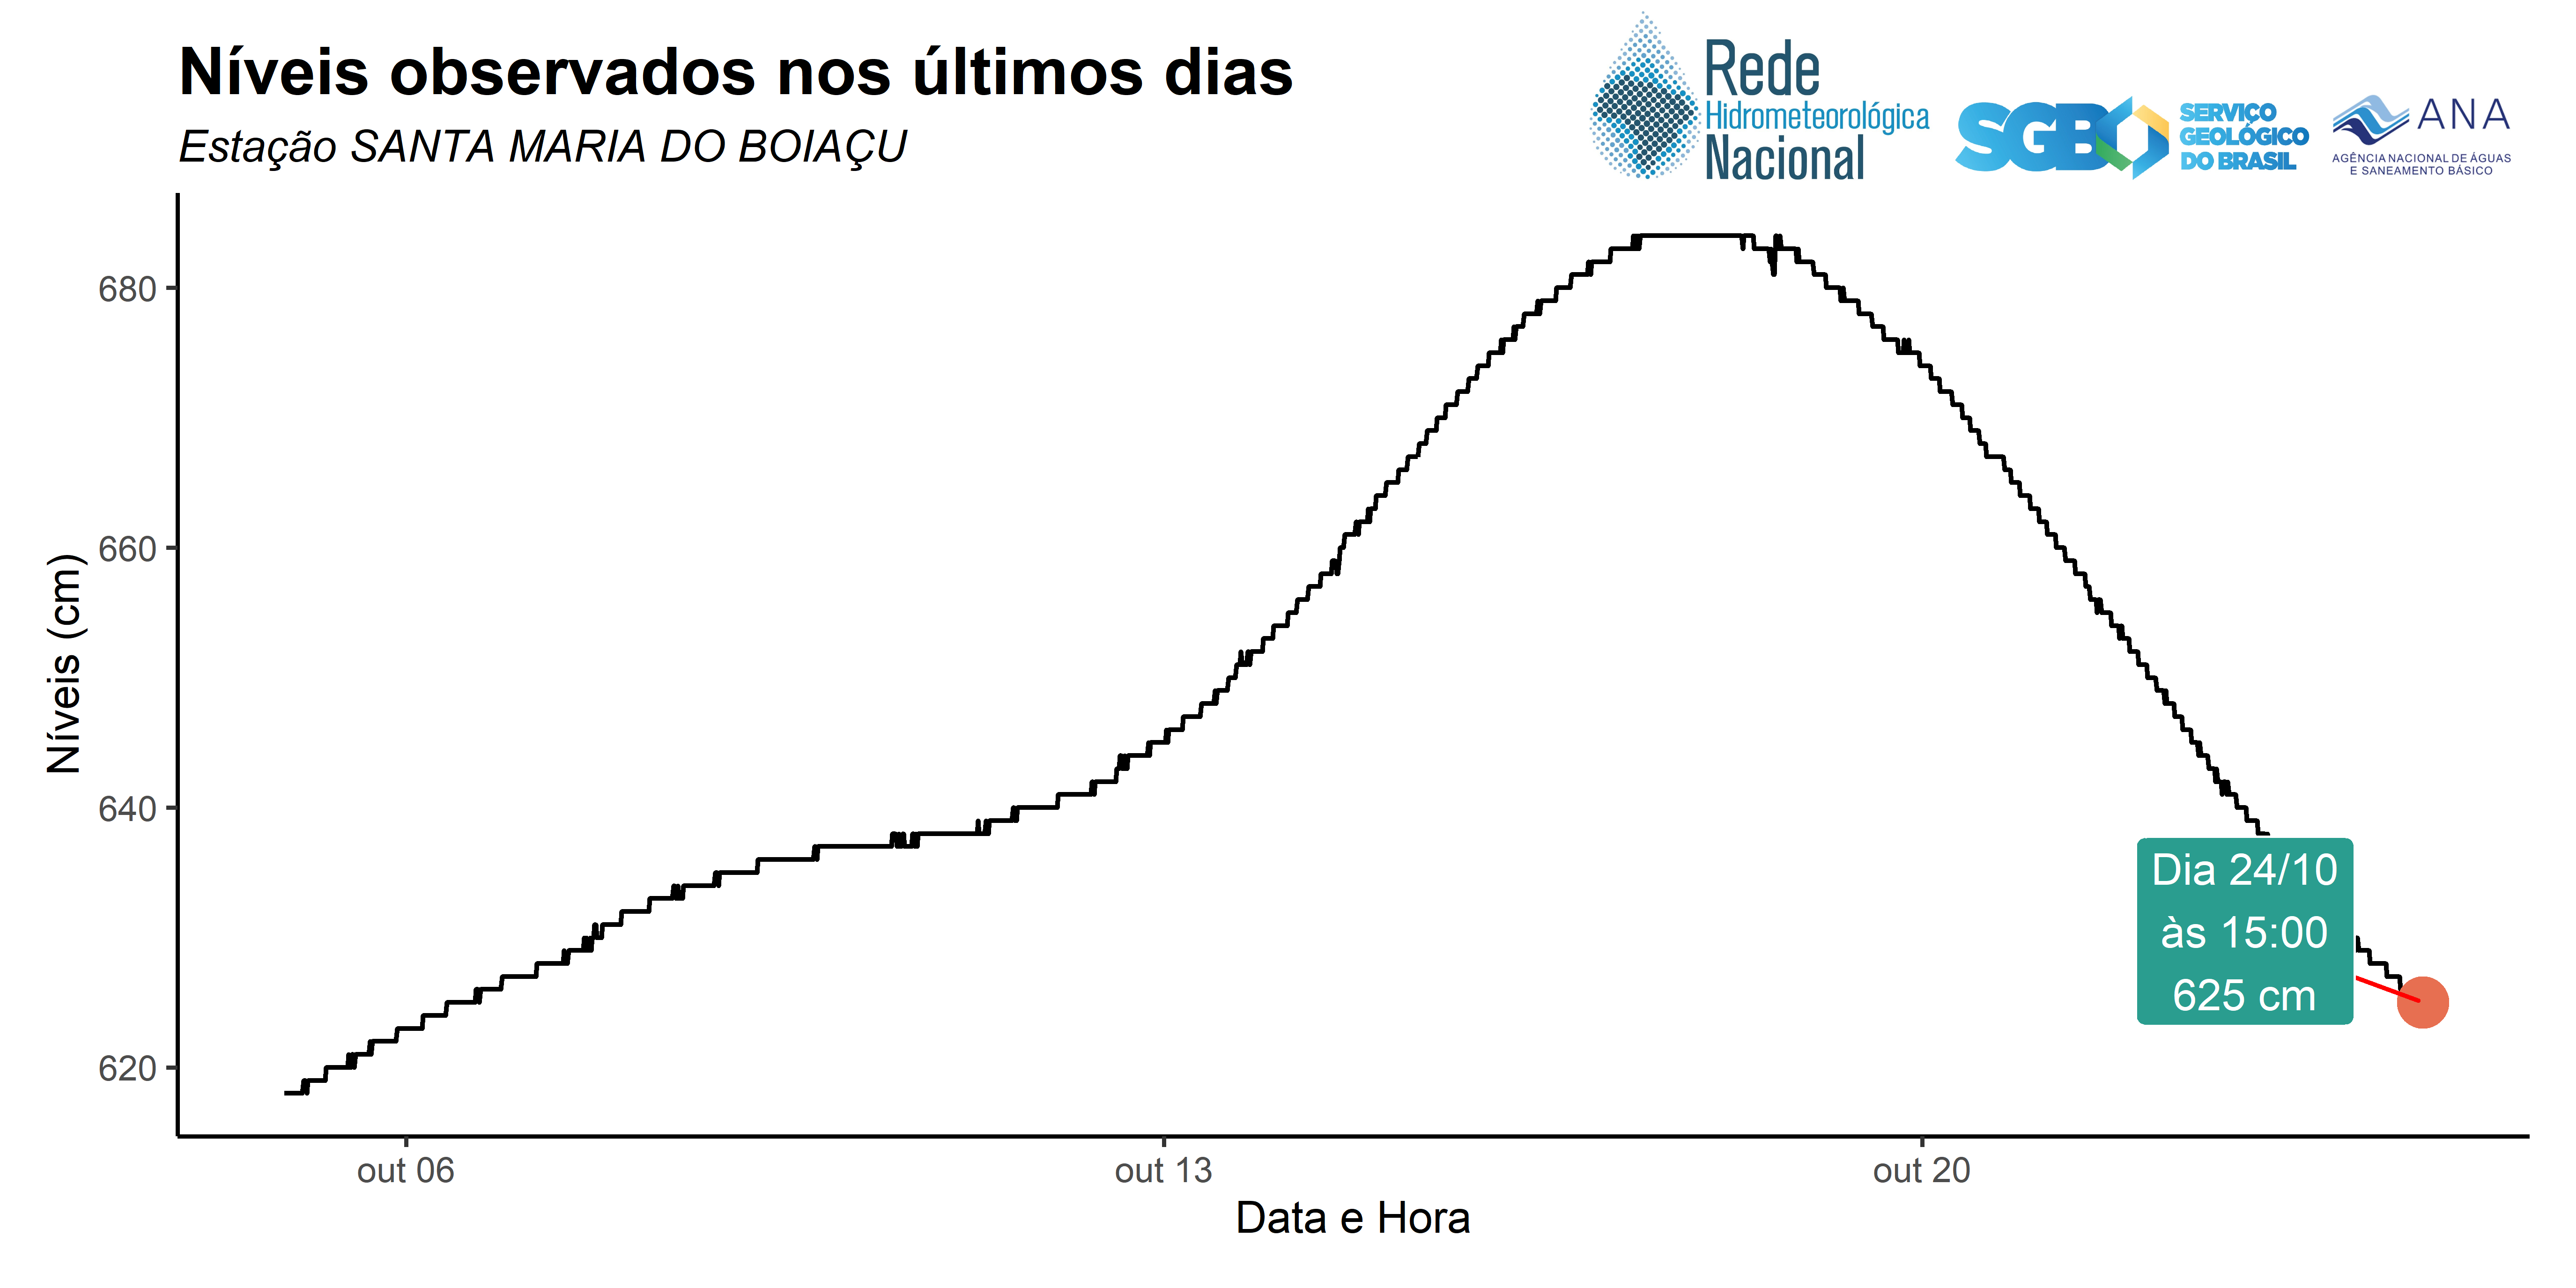 Níveis observados nos últimos dias
Estação SANTA MARIA DO BOIAÇU
Rede
Hidrometeorológica
Nacional
SGB
SERVIÇO
GEOLÓGICO
DO BRASIL
ANA
AGÊNCIA NACIONAL DE ÁGUAS
E SANEAMENTO BÁSICO
Níveis (cm)
680
660
640
620
Dia 24/10
às 15:00
625 cm
out 06
out 13
out 20
Data e Hora